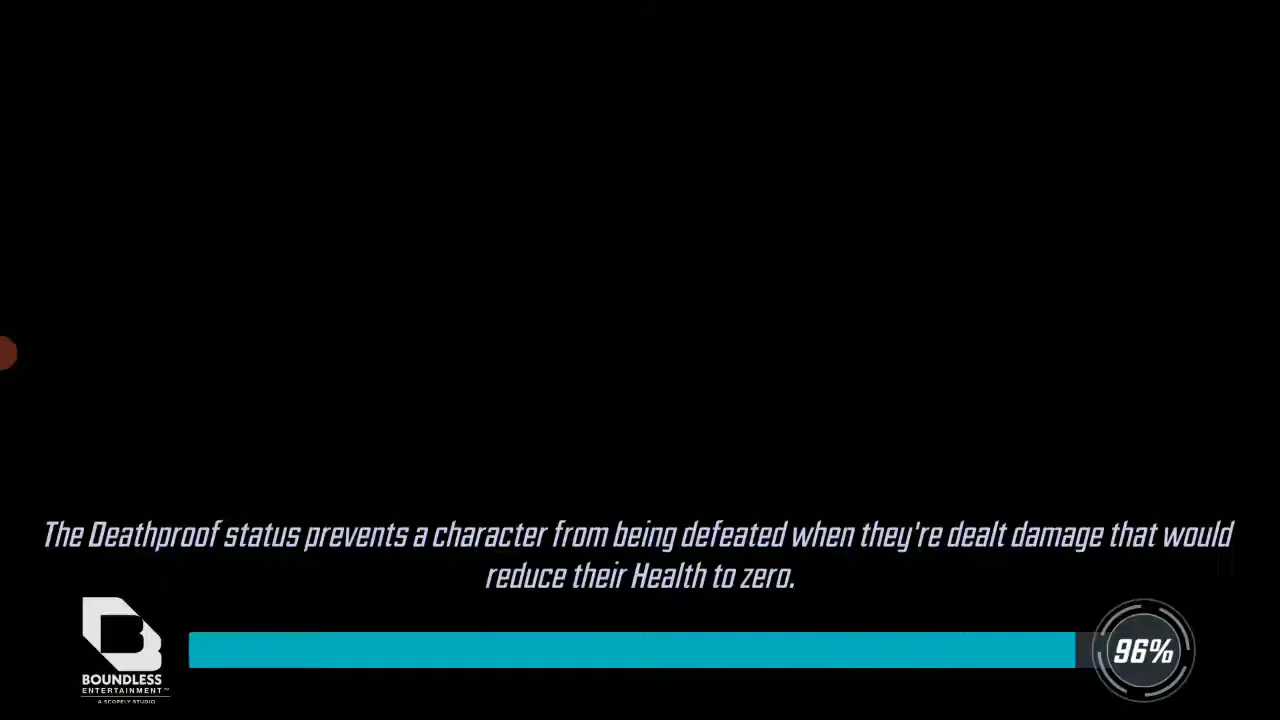 The Deathproof status prevents a character from being defeated when they're dealt damage that would
reduce their Health to zero.
96%
BOUNDLESS
ENTERTAINMENT™
A SCOPELY STUDIO